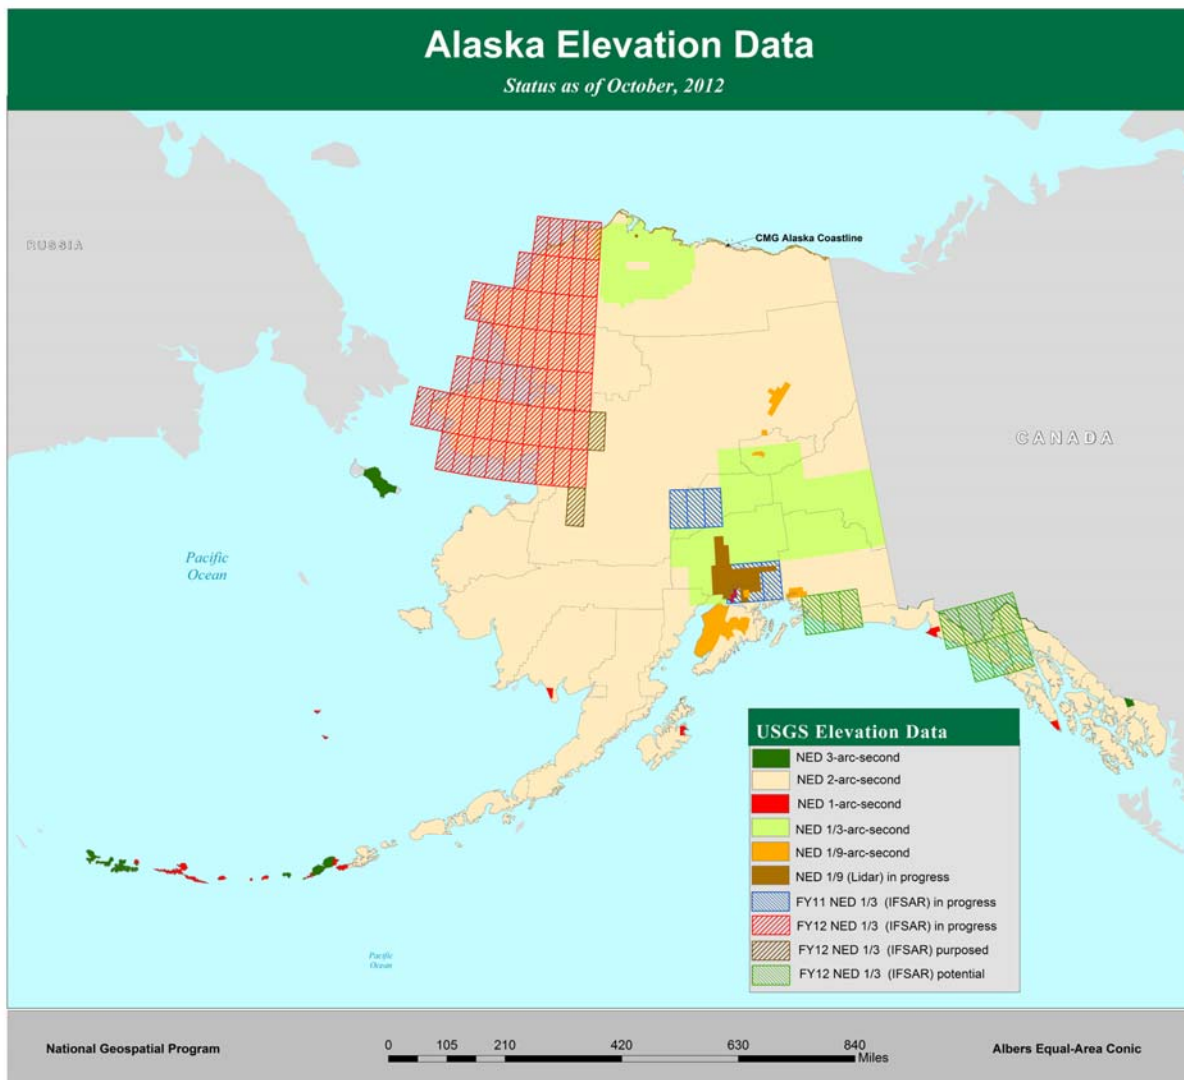 Alaska Elevation Data
Status as of October, 2012
RUSSIA
CMG Alaska Coastline
CANADA
Pacific
Ocean
USGS Elevation Data
NED 3-arc-second
NED 2-arc-second
NED 1-arc-second
NED 1/3-arc-second
NED 1/9-arc-second
NED 1/9 (Lidar) in progress
FY11 NED 1/3 (IFSAR) in progress
FY12 NED 1/3 (IFSAR) in progress
FY12 NED 1/3 (IFSAR) purposed
FY12 NED 1/3 (IFSAR) potential
Pacific
Ocean
National Geospatial Program
0 105 210 420 630 840
Miles
Albers Equal-Area Conic